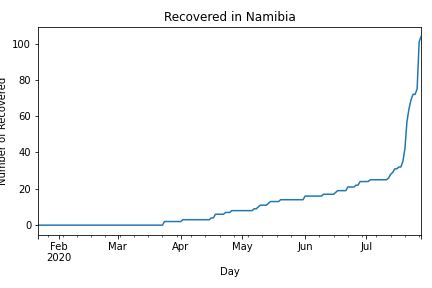 Recovered in Namibia
Number of Recovered
100
80
60
40
20
0
Feb
2020
Mar
Apr
May
Jun
Jul
Day